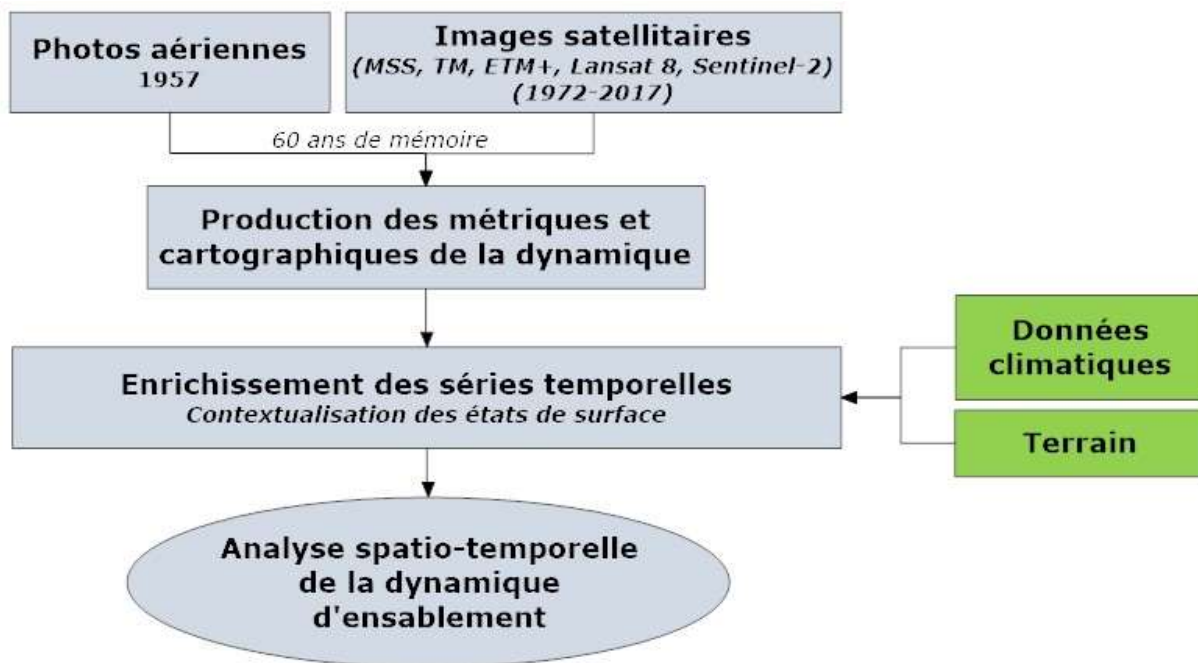 Photos aériennes
1957
Images satellitaires
(MSS, TM, ETM+, Lansat 8, Sentinel-2)
(1972-2017)
60 ans de mémoire
Production des métriques et
cartographiques de la dynamique
Enrichissement des séries temporelles
Contextualisation des états de surface
Données
climatiques
Terrain
Analyse spatio-temporelle
de la dynamique
d'ensablement